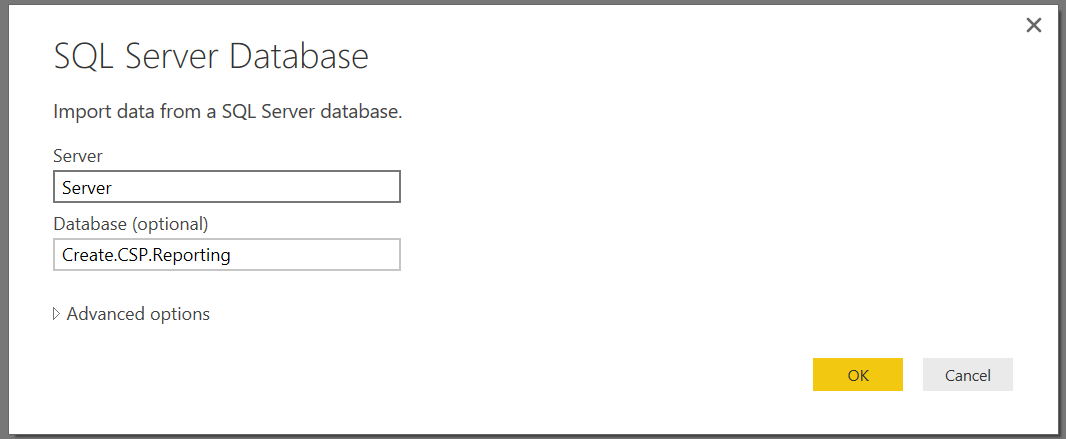 SQL Server Database
Import data from a SQL Server database.
Server
Server
Database (optional)
Create.CSP.Reporting
Advanced options
OK
Cancel